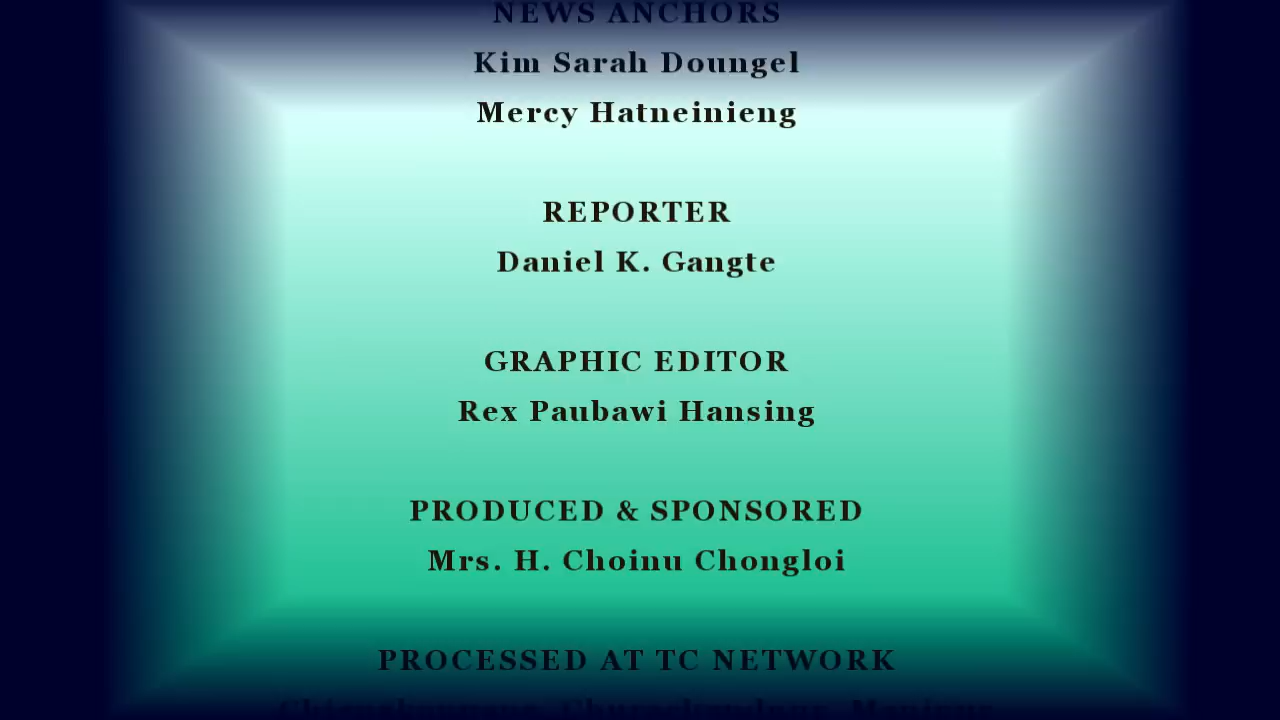 NEWS ANCHORS
Kim Sarah Doungel
Mercy Hatneinieng
REPORTER
Daniel K. Gangte
GRAPHIC EDITOR
Rex Paubawi Hansing
PRODUCED & SPONSORED
Mrs. H. Choinu Chongloi
PROCESSED AT TC NETWORK